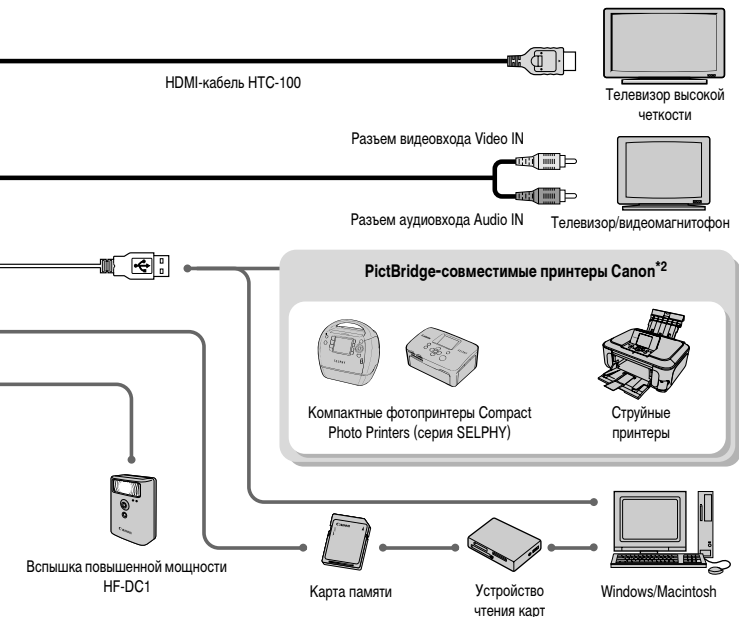 HDMI-кабель HTC-100
Телевизор высокой
четкости
Разъем видеовхода Video IN
Разъем аудиовхода Audio IN
Телевизор/видеомагнитофон
PictBridge-совместимые принтеры Canon*2
Компактные фотопринтеры Compact
Photo Printers (серия SELPHY)
Струйные
принтеры
Вспышка повышенной мощности
HF-DC1
Карта памяти
Устройство
чтения карт
Windows/Macintosh